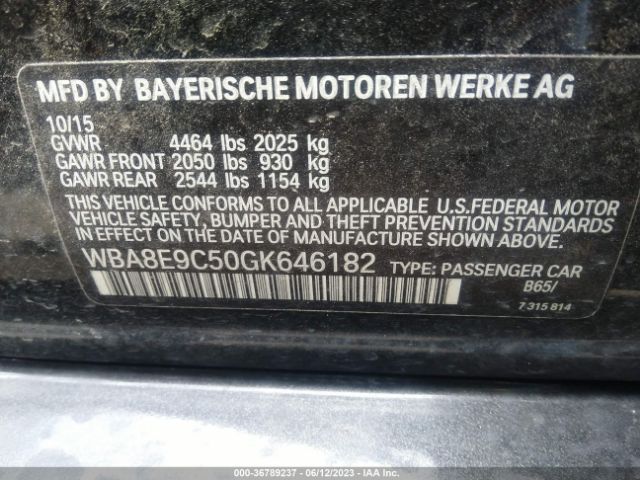 MFD BY BAYERISCHE MOTOREN WERKE AG
10/15
GVWR 4464 lbs 2025 kg
GAWR FRONT 2050 lbs 930 kg
GAWR REAR 2544 lbs 1154 kg
THIS VEHICLE CONFORMS TO ALL APPLICABLE U.S.FEDERAL MOTOR
VEHICLE SAFETY, BUMPER AND THEFT PREVENTION STANDARDS
IN EFFECT ON THE DATE OF MANUFACTURE SHOWN ABOVE.
WBA8E9C50GK646182 TYPE: PASSENGER CAR
B65/
7 315 814
000-36789237 - 06/12/2023 - IAA Inc.